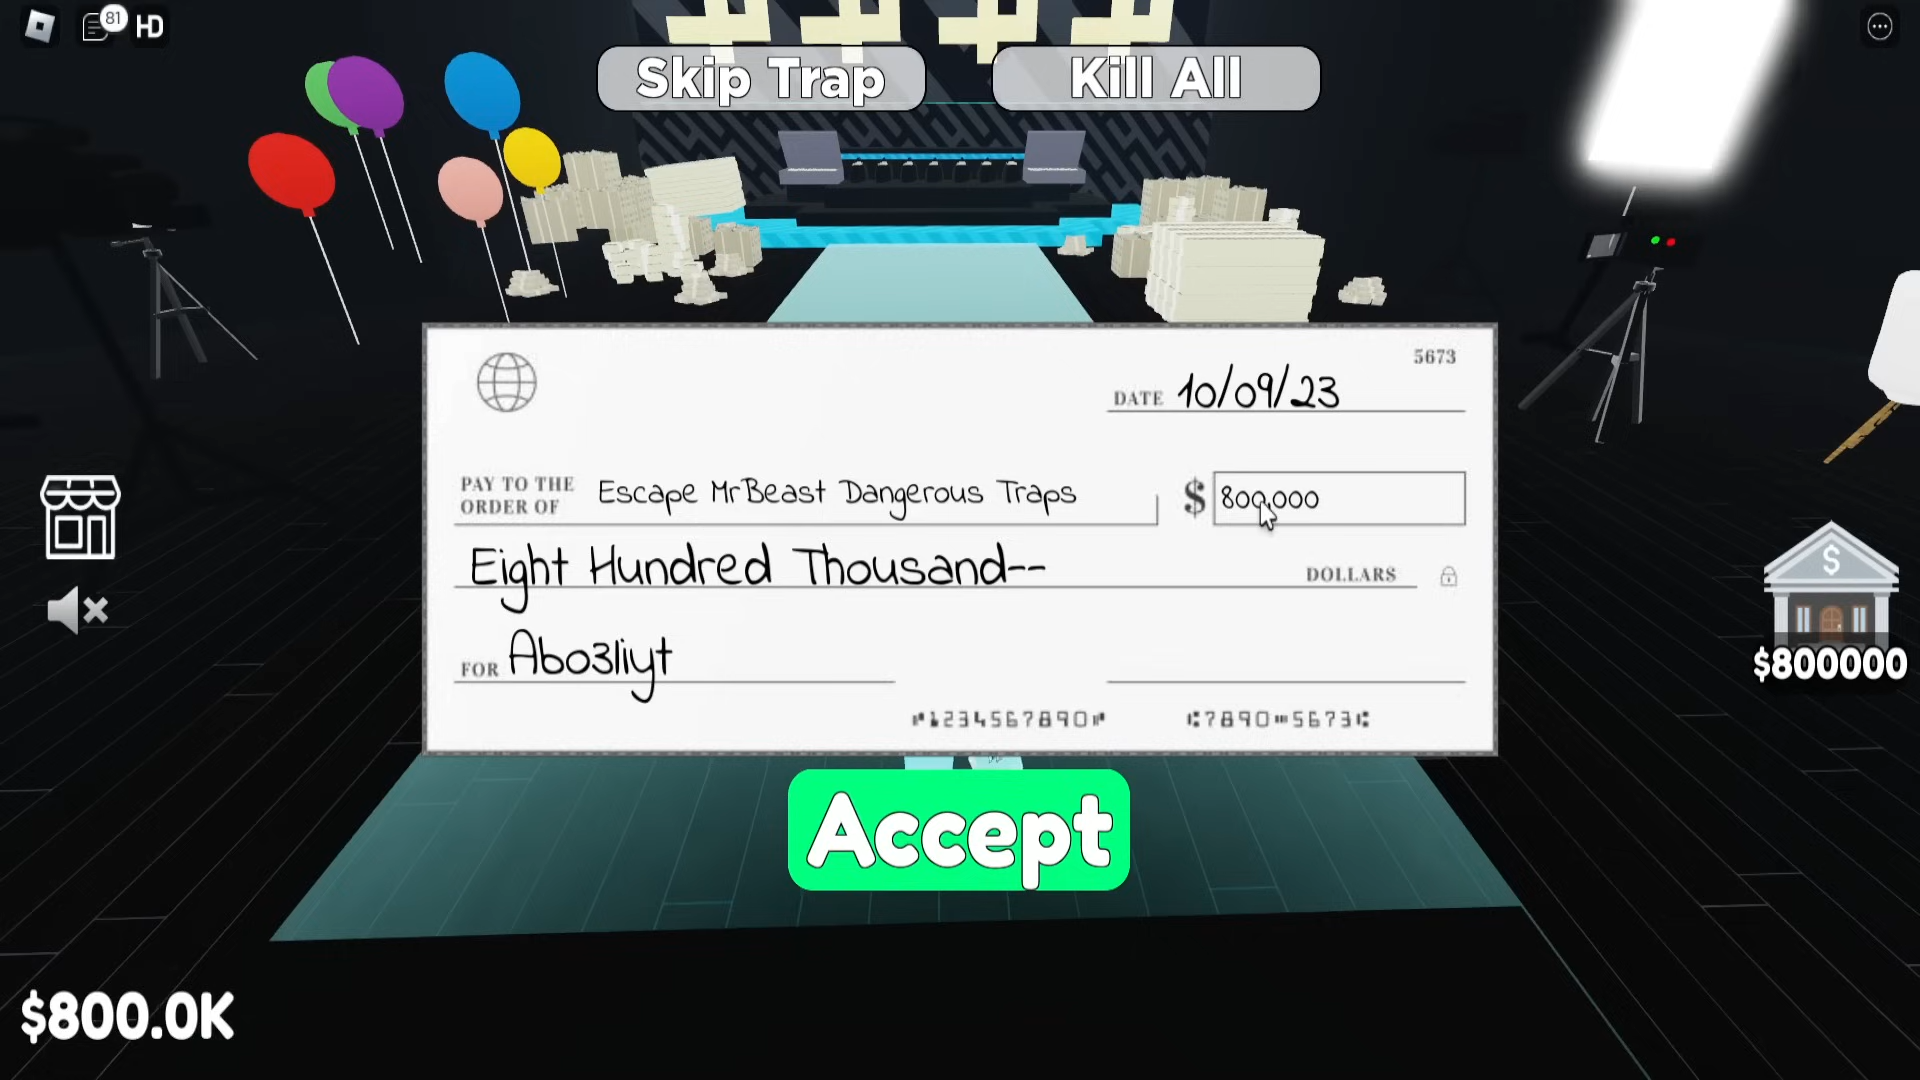 81
HD
Skip Trap
Kill All
5673
DATE 10/09/23
PAY TO THE
ORDER OF Escape MrBeast Dangerous Traps $ 800,000
Eight Hundred Thousand-- DOLLARS
FOR Abo3liyt
⑈1234567890⑈ ⑆7890⑉5673⑆
Accept
$
$800000
$800.0K